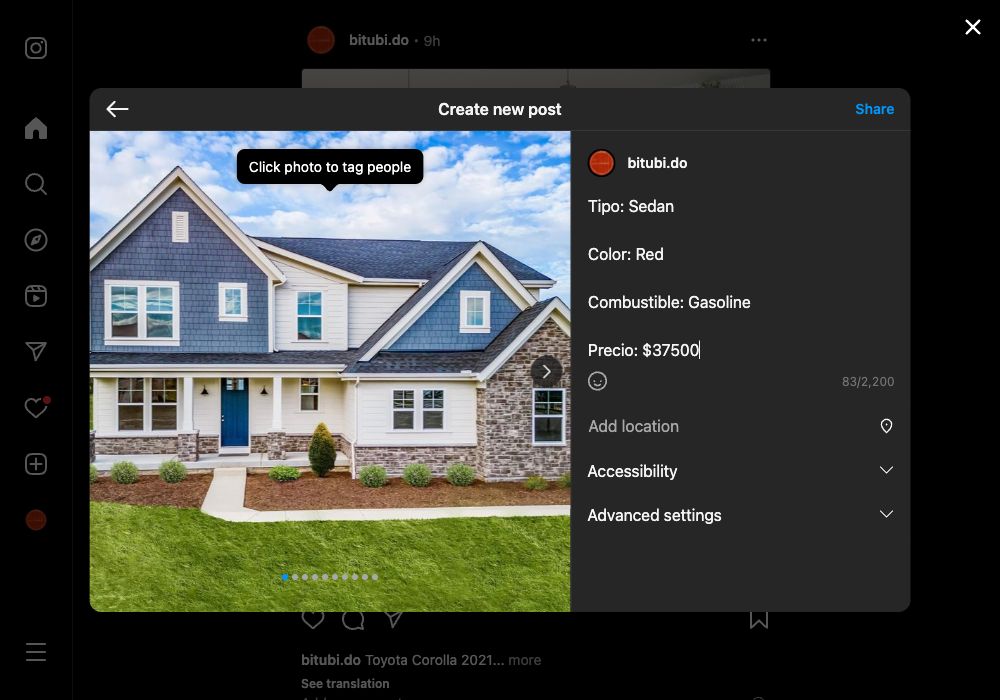 bitubi.do • 9h
Create new post
Share
Click photo to tag people
bitubi.do
Tipo: Sedan
Color: Red
Combustible: Gasoline
Precio: $37500
83/2,200
Add location
Accessibility
Advanced settings
bitubi.do Toyota Corolla 2021... more
See translation